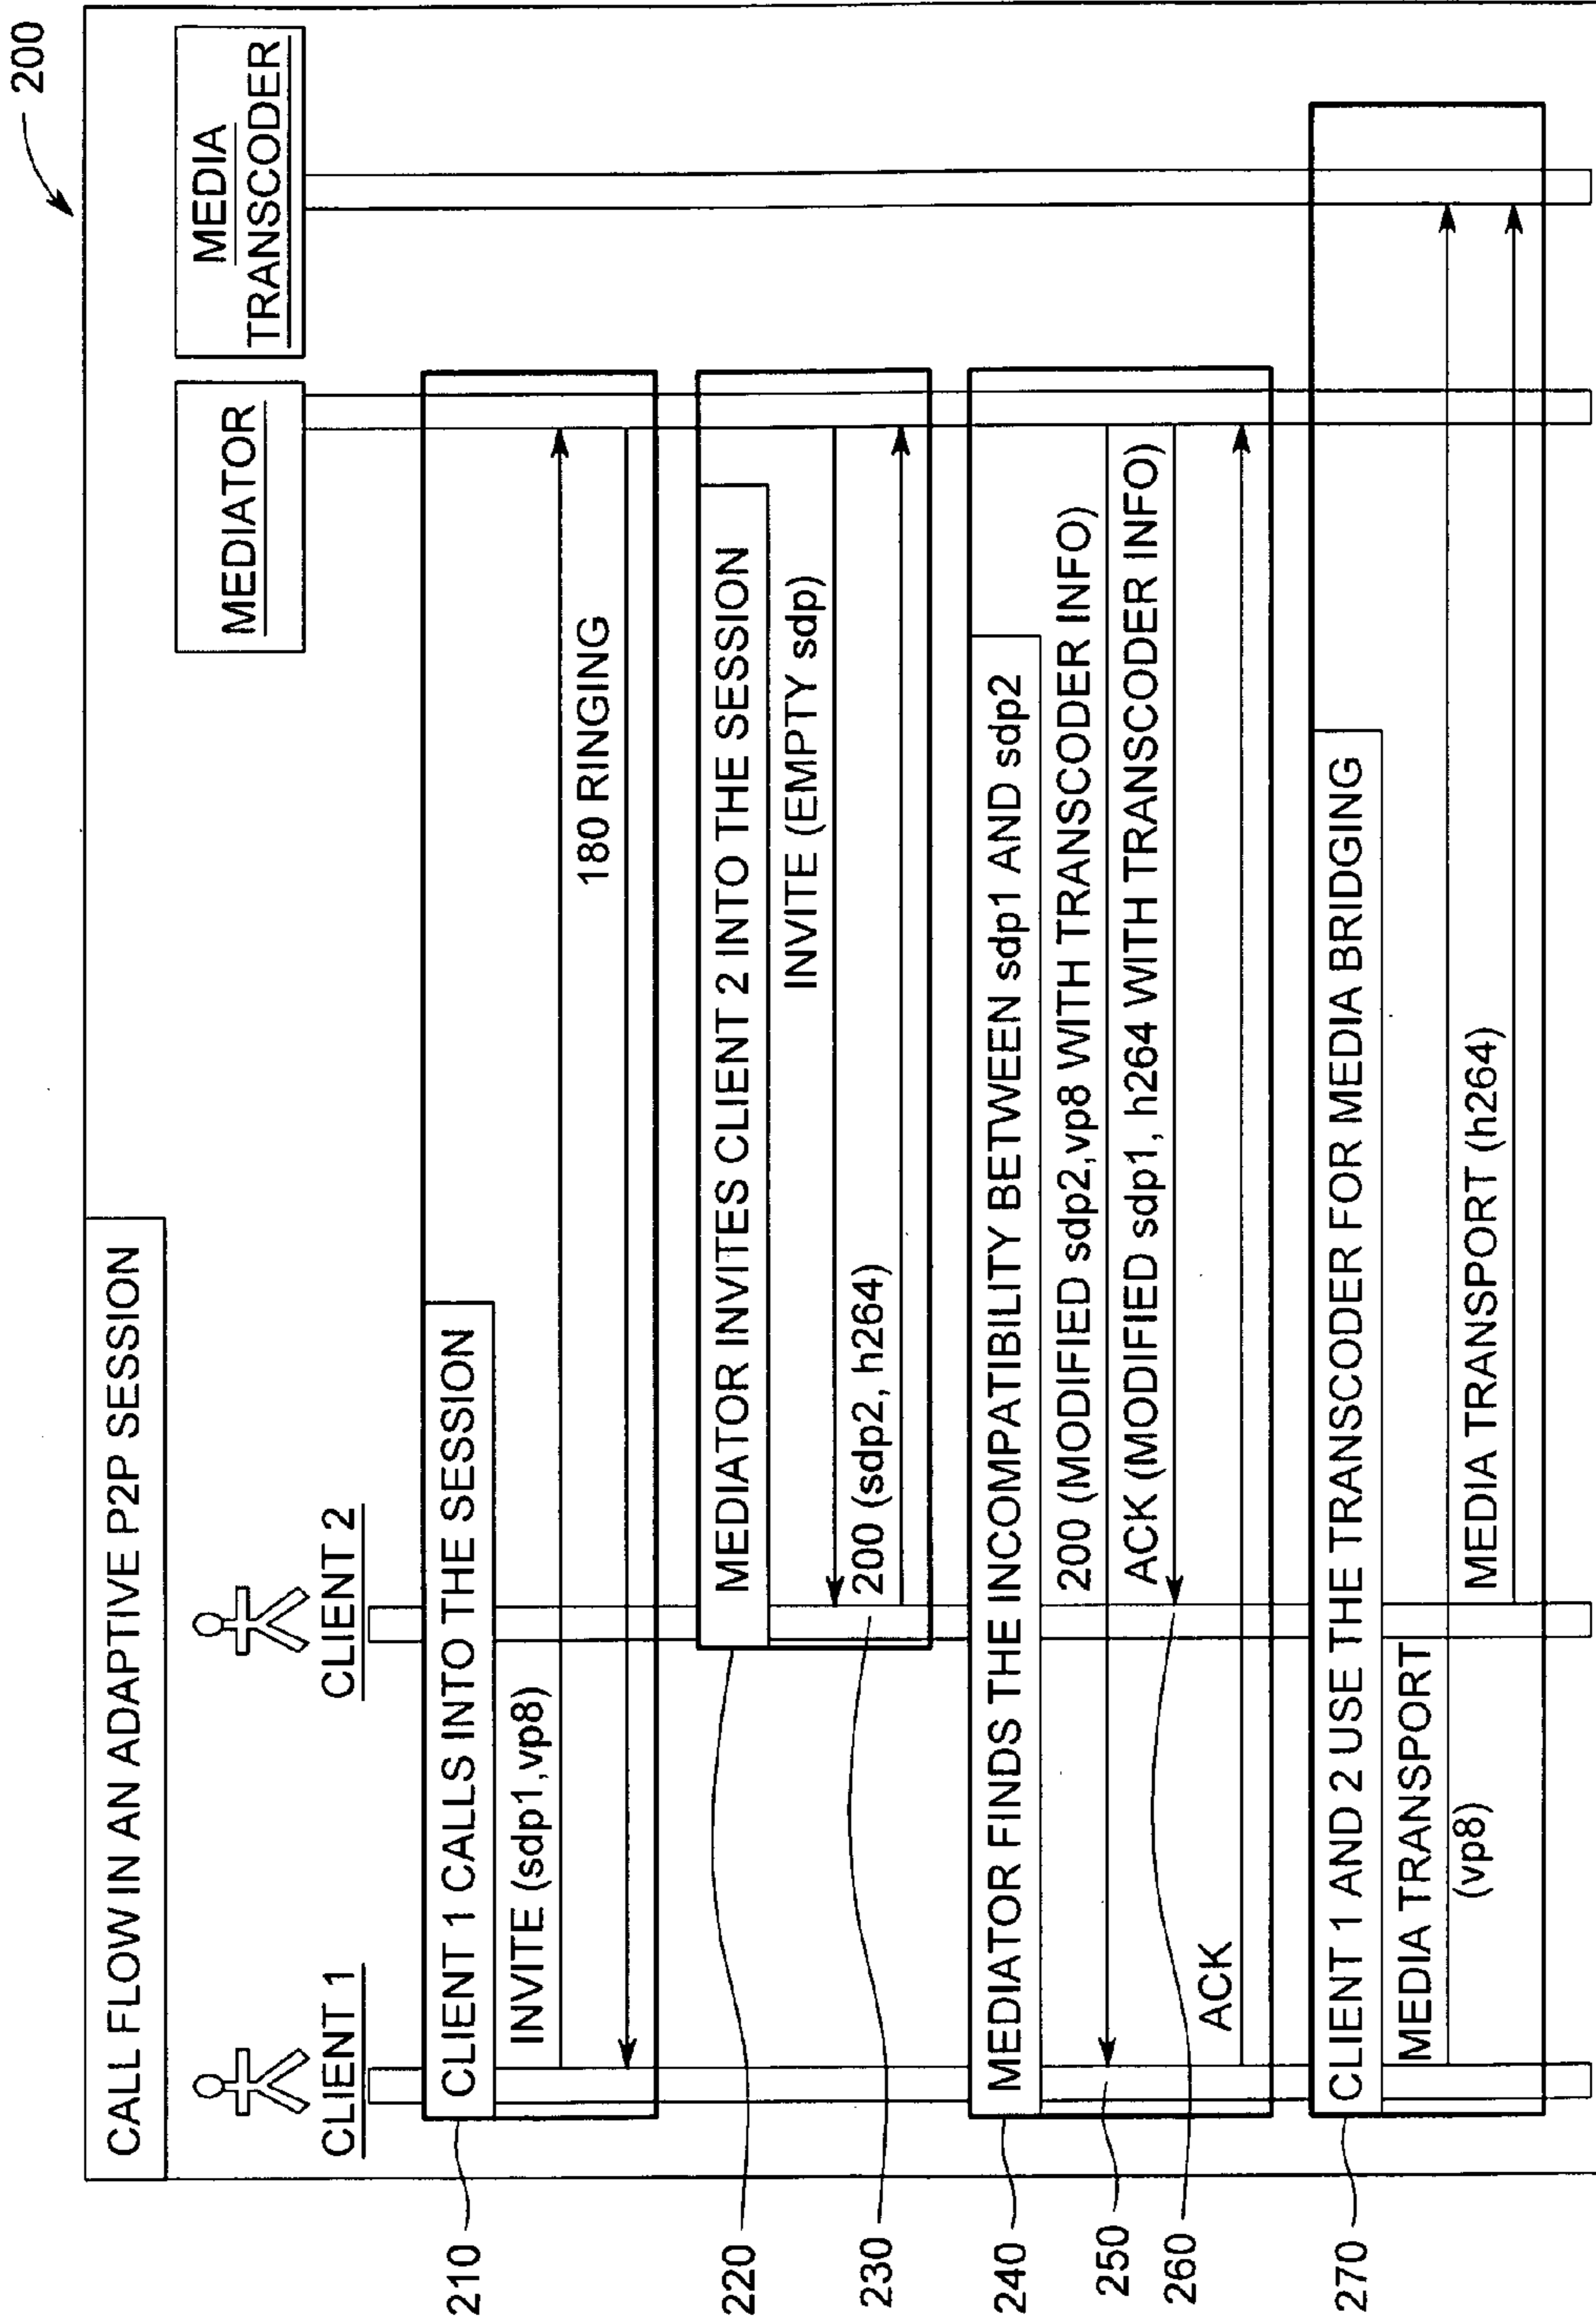 200
CALL FLOW IN AN ADAPTIVE P2P SESSION
CLIENT 1
CLIENT 2
MEDIATOR
MEDIA
TRANSCODER
210
CLIENT 1 CALLS INTO THE SESSION
INVITE (sdp1,vp8)
180 RINGING
220
MEDIATOR INVITES CLIENT 2 INTO THE SESSION
INVITE (EMPTY sdp)
230
200 (sdp2, h264)
240
MEDIATOR FINDS THE INCOMPATIBILITY BETWEEN sdp1 AND sdp2
250
200 (MODIFIED sdp2,vp8 WITH TRANSCODER INFO)
260
ACK (MODIFIED sdp1, h264 WITH TRANSCODER INFO)
ACK
270
CLIENT 1 AND 2 USE THE TRANSCODER FOR MEDIA BRIDGING
MEDIA TRANSPORT
(vp8)
MEDIA TRANSPORT (h264)